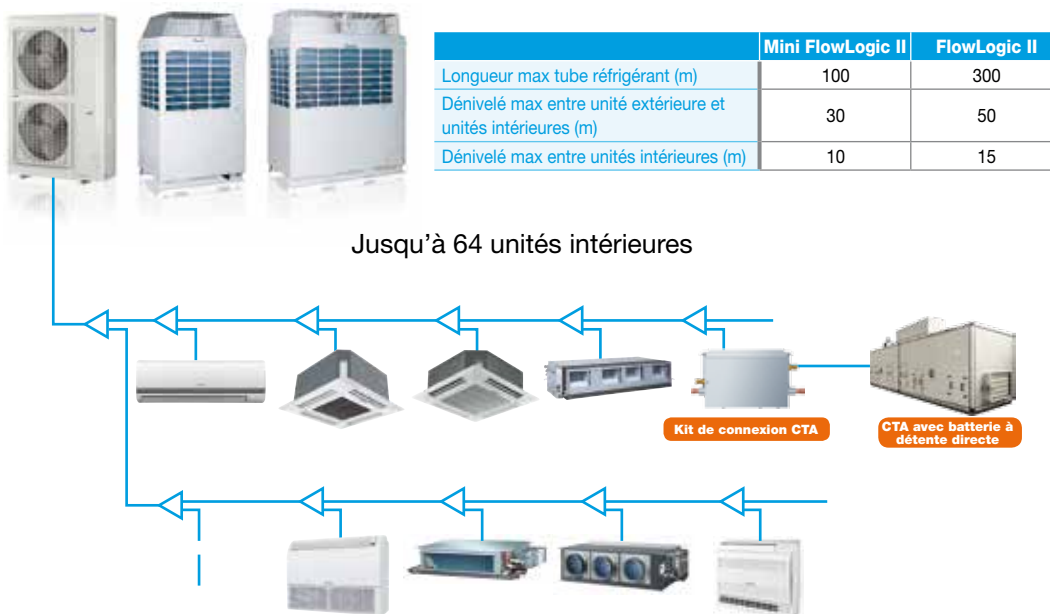 Mini FlowLogic II FlowLogic II
Longueur max tube réfrigérant (m) 100 300
Dénivelé max entre unité extérieure et
unités intérieures (m) 30 50
Dénivelé max entre unités intérieures (m) 10 15
Jusqu’à 64 unités intérieures
Kit de connexion CTA
CTA avec batterie à
détente directe